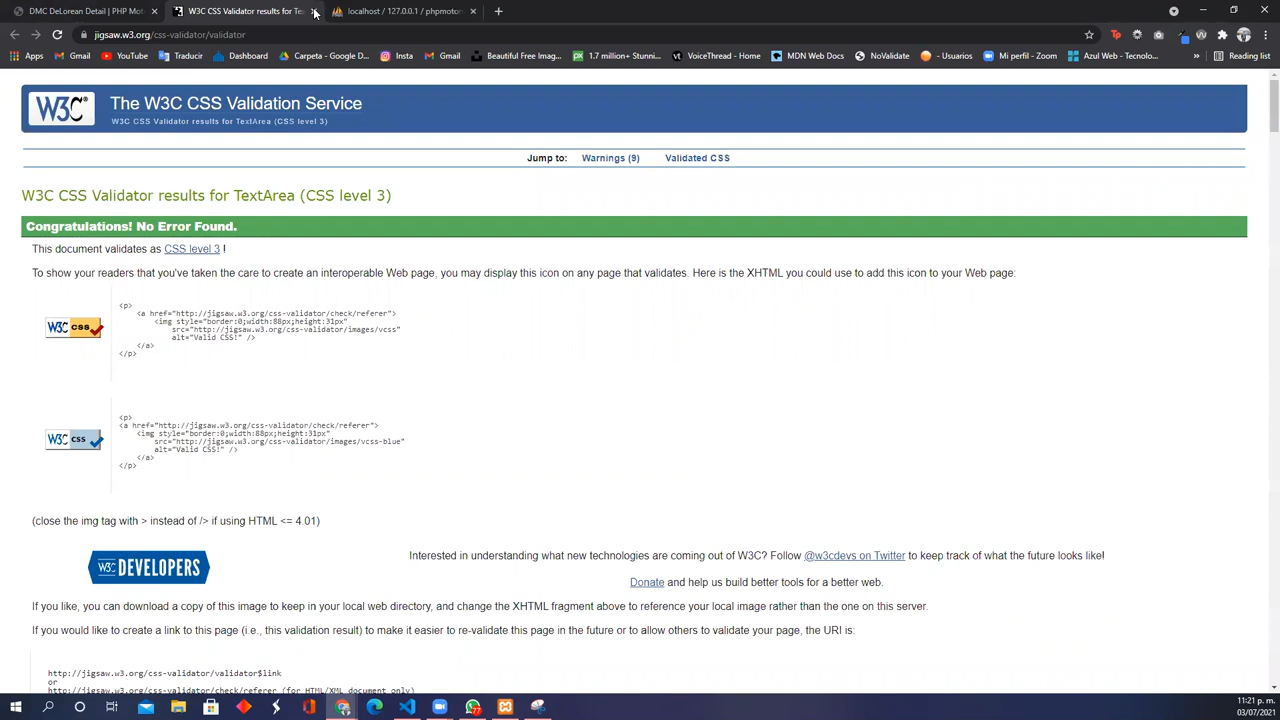 DMC DeLorean Detail | PHP Mot
W3C CSS Validator results for Te
localhost / 127.0.0.1 / phpmotor
jigsaw.w3.org/css-validator/validator
Apps
Gmail
YouTube
Traducir
Dashboard
Carpeta - Google D...
Insta
Gmail
Beautiful Free Imag...
1.7 million+ Stunni...
VoiceThread - Home
MDN Web Docs
NoValidate
- Usuarios
Mi perfil - Zoom
Azul Web - Tecnolo...
»
Reading list
W3C®
The W3C CSS Validation Service
W3C CSS Validator results for TextArea (CSS level 3)
Jump to: Warnings (9) Validated CSS
W3C CSS Validator results for TextArea (CSS level 3)
Congratulations! No Error Found.
This document validates as CSS level 3 !
To show your readers that you've taken the care to create an interoperable Web page, you may display this icon on any page that validates. Here is the XHTML you could use to add this icon to your Web page:
W3C css
<p>
<a href="http://jigsaw.w3.org/css-validator/check/referer">
<img style="border:0;width:88px;height:31px"
src="http://jigsaw.w3.org/css-validator/images/vcss"
alt="Valid CSS!" />
</a>
</p>
W3C css
<p>
<a href="http://jigsaw.w3.org/css-validator/check/referer">
<img style="border:0;width:88px;height:31px"
src="http://jigsaw.w3.org/css-validator/images/vcss-blue"
alt="Valid CSS!" />
</a>
</p>
(close the img tag with > instead of /> if using HTML <= 4.01)
W3C DEVELOPERS
Interested in understanding what new technologies are coming out of W3C? Follow @w3cdevs on Twitter to keep track of what the future looks like!
Donate and help us build better tools for a better web.
If you like, you can download a copy of this image to keep in your local web directory, and change the XHTML fragment above to reference your local image rather than the one on this server.
If you would like to create a link to this page (i.e., this validation result) to make it easier to re-validate this page in the future or to allow others to validate your page, the URI is:
http://jigsaw.w3.org/css-validator/validator$link
or
http://jigsaw.w3.org/css-validator/check/referer (for HTML/XML document only)
11:21 p. m.
03/07/2021